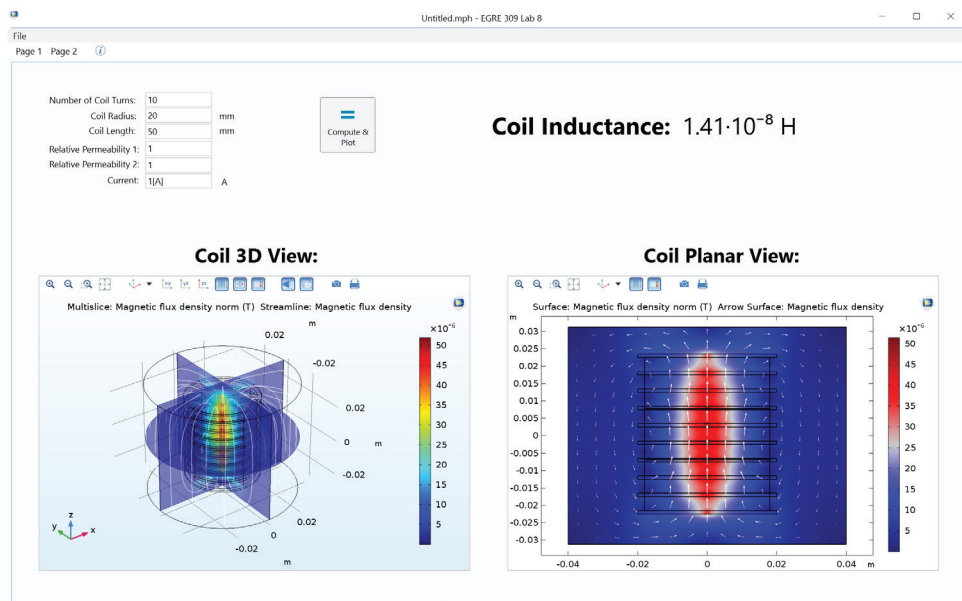 Untitled.mph - EGRE 309 Lab 8
File
Page 1 Page 2
Number of Coil Turns: 10
Coil Radius: 20 mm
Coil Length: 50 mm
Relative Permeability 1: 1
Relative Permeability 2: 1
Current: 1[A] A
=
Compute &
Plot
Coil Inductance: 1.41·10⁻⁸ H
Coil 3D View:
xy yz xz
Multislice: Magnetic flux density norm (T) Streamline: Magnetic flux density
m
0.02
-0.02
0.02
0
m
-0.02
0.02
0
-0.02
m
z
y
x
×10⁻⁶
50
45
40
35
30
25
20
15
10
5
Coil Planar View:
Surface: Magnetic flux density norm (T) Arrow Surface: Magnetic flux density
m
0.03
0.025
0.02
0.015
0.01
0.005
0
-0.005
-0.01
-0.015
-0.02
-0.025
-0.03
-0.04
-0.02
0
0.02
0.04
m
×10⁻⁶
50
45
40
35
30
25
20
15
10
5